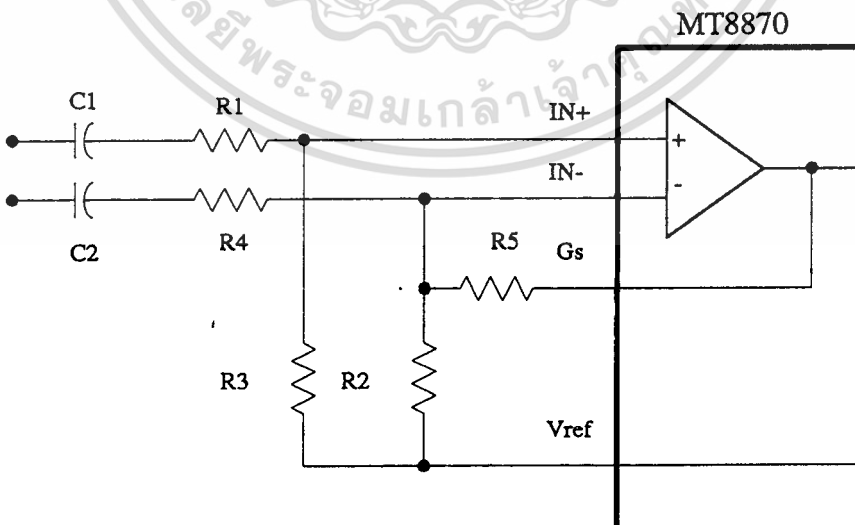 MT8870
C1
R1
IN+
+
IN-
-
C2
R4
R5
Gs
R3
R2
Vref